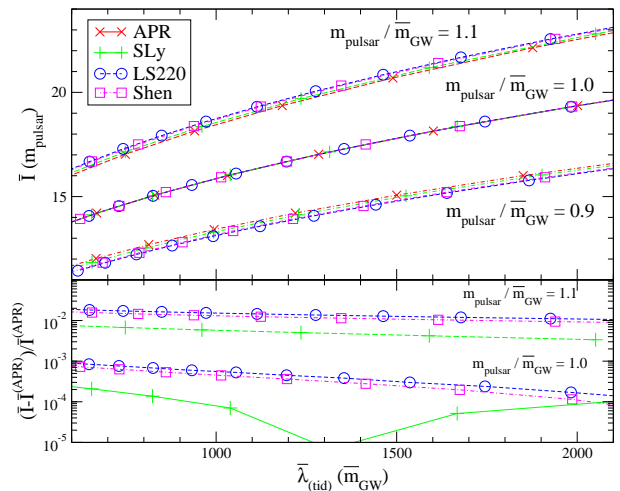 APR
SLy
LS220
Shen
m_pulsar / m̅_GW = 1.1
m_pulsar / m̅_GW = 1.0
m_pulsar / m̅_GW = 0.9
I̅ (m_pulsar)
20
15
m_pulsar / m̅_GW = 1.1
m_pulsar / m̅_GW = 1.0
(I̅-I̅^(APR))/I̅^(APR)
10^-2
10^-3
10^-4
10^-5
1000
1500
2000
λ̅_(tid) (m̅_GW)